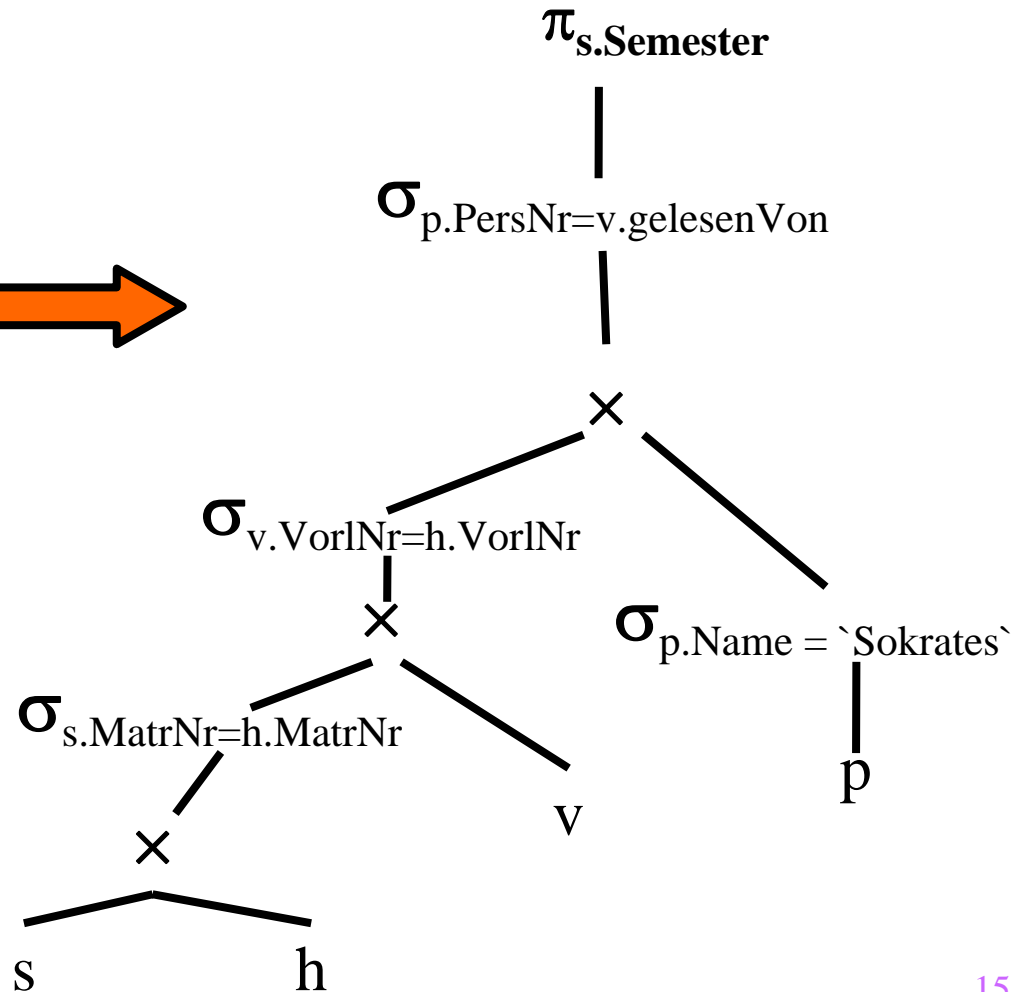 πs.Semester
σp.PersNr=v.gelesenVon
×
σv.VorlNr=h.VorlNr
×
σp.Name = `Sokrates`
σs.MatrNr=h.MatrNr
p
v
×
s h
15